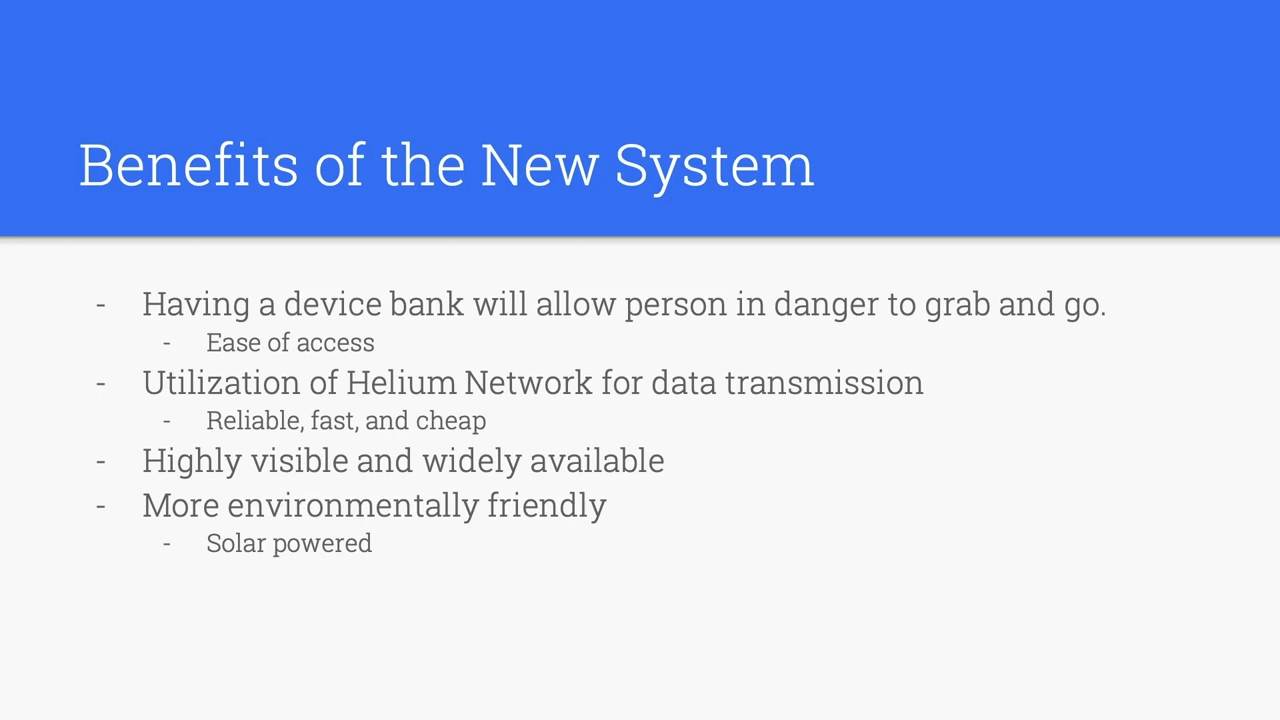 Benefits of the New System
- Having a device bank will allow person in danger to grab and go.
- Ease of access
- Utilization of Helium Network for data transmission
- Reliable, fast, and cheap
- Highly visible and widely available
- More environmentally friendly
- Solar powered